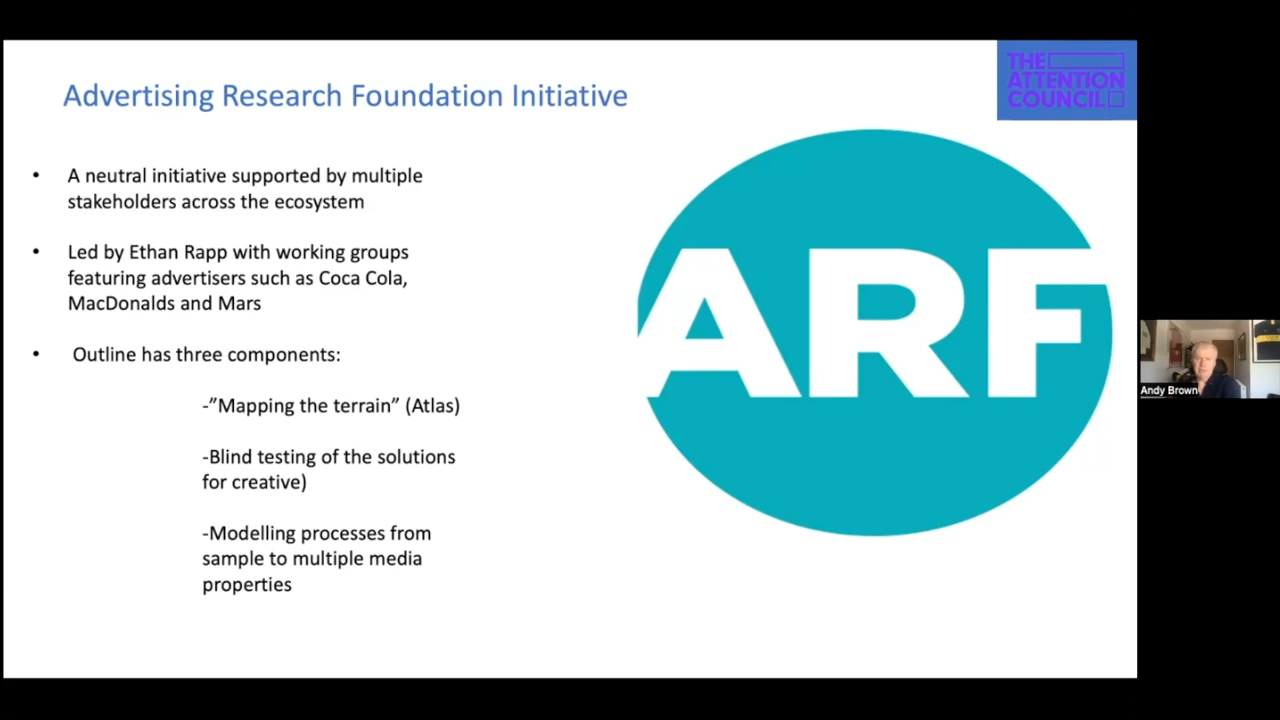 Advertising Research Foundation Initiative
THE
ATTENTION
COUNCIL
• A neutral initiative supported by multiple
stakeholders across the ecosystem
• Led by Ethan Rapp with working groups
featuring advertisers such as Coca Cola,
MacDonalds and Mars
• Outline has three components:
-”Mapping the terrain” (Atlas)
-Blind testing of the solutions
for creative)
-Modelling processes from
sample to multiple media
properties
ARF
Andy Brown